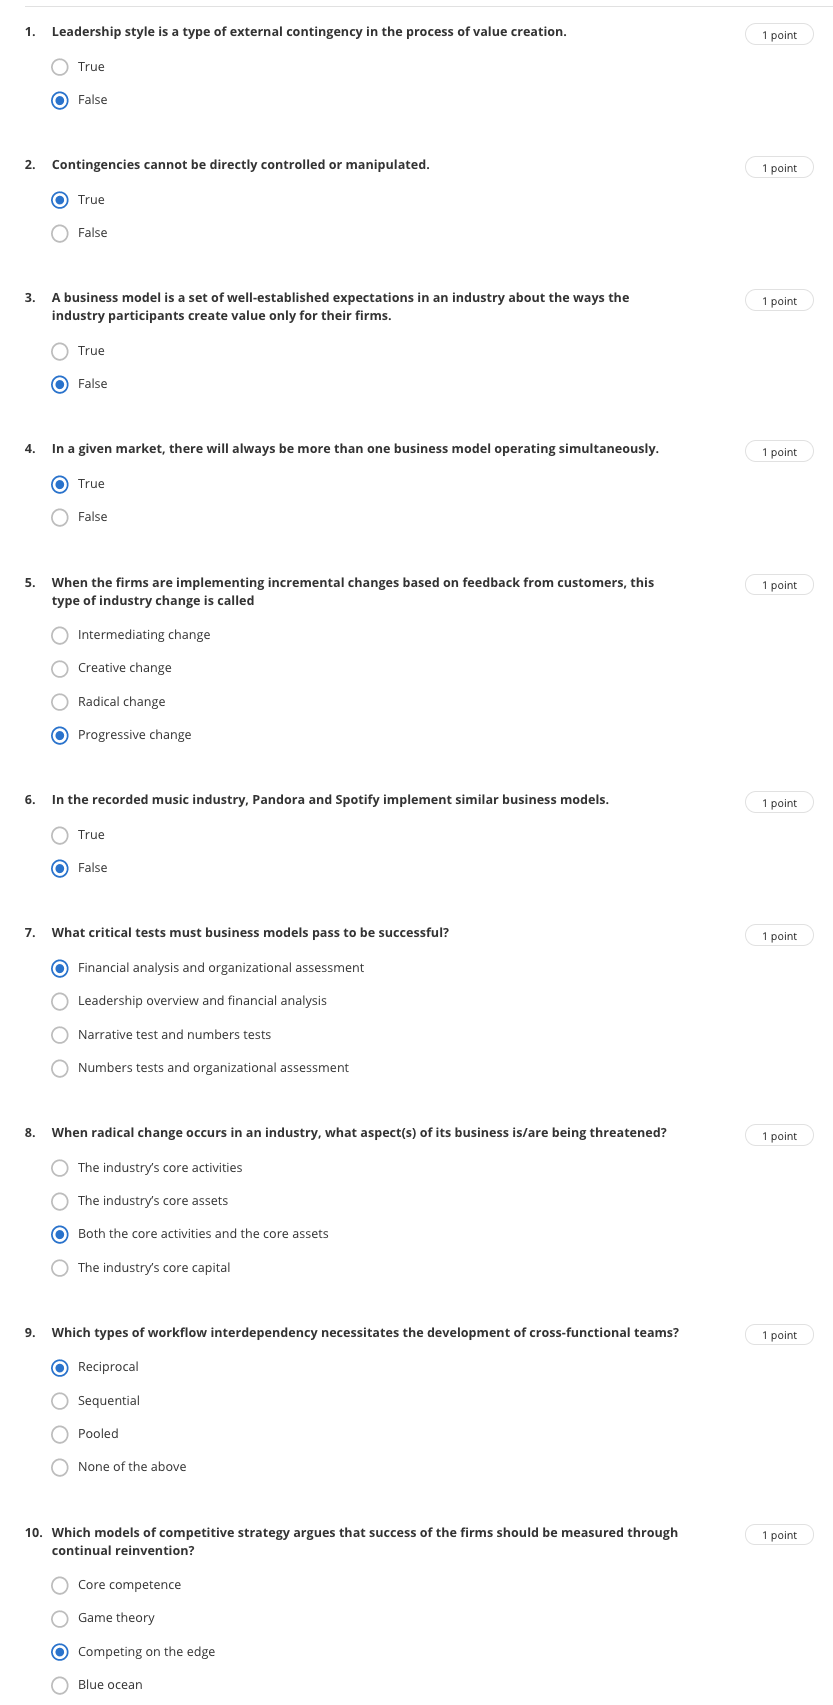 1. Leadership style is a type of external contingency in the process of value creation. 1 point
True
False
2. Contingencies cannot be directly controlled or manipulated. 1 point
True
False
3. A business model is a set of well-established expectations in an industry about the ways the 1 point
industry participants create value only for their firms.
True
False
4. In a given market, there will always be more than one business model operating simultaneously. 1 point
True
False
5. When the firms are implementing incremental changes based on feedback from customers, this 1 point
type of industry change is called
Intermediating change
Creative change
Radical change
Progressive change
6. In the recorded music industry, Pandora and Spotify implement similar business models. 1 point
True
False
7. What critical tests must business models pass to be successful? 1 point
Financial analysis and organizational assessment
Leadership overview and financial analysis
Narrative test and numbers tests
Numbers tests and organizational assessment
8. When radical change occurs in an industry, what aspect(s) of its business is/are being threatened? 1 point
The industry’s core activities
The industry’s core assets
Both the core activities and the core assets
The industry’s core capital
9. Which types of workflow interdependency necessitates the development of cross-functional teams? 1 point
Reciprocal
Sequential
Pooled
None of the above
10. Which models of competitive strategy argues that success of the firms should be measured through 1 point
continual reinvention?
Core competence
Game theory
Competing on the edge
Blue ocean